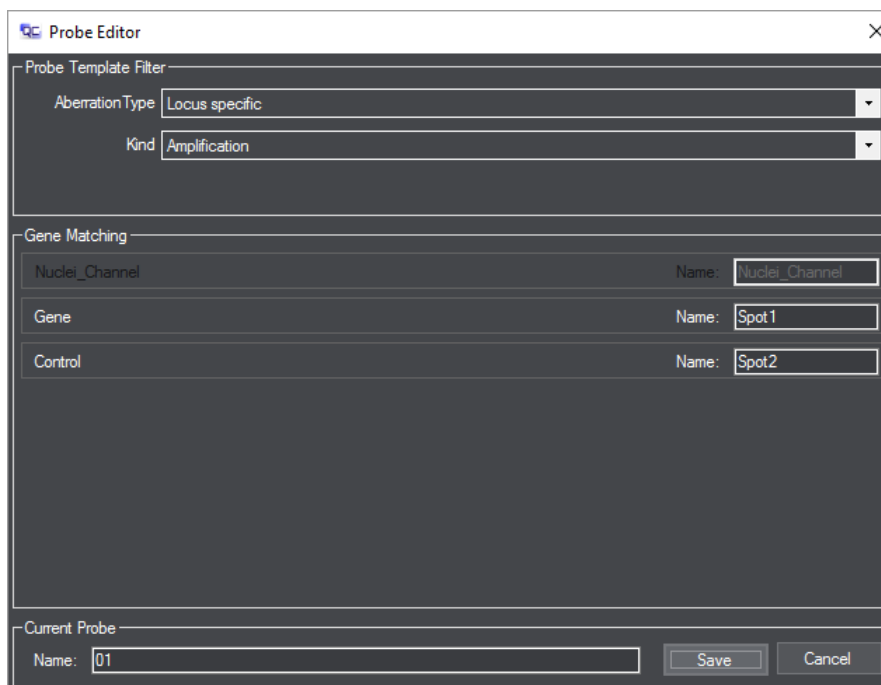 Probe Editor
Probe Template Filter
AberrationType Locus specific
Kind Amplification
Gene Matching
Nuclei_Channel Name: Nuclei_Channel
Gene Name: Spot1
Control Name: Spot2
Current Probe
Name: 01 Save Cancel